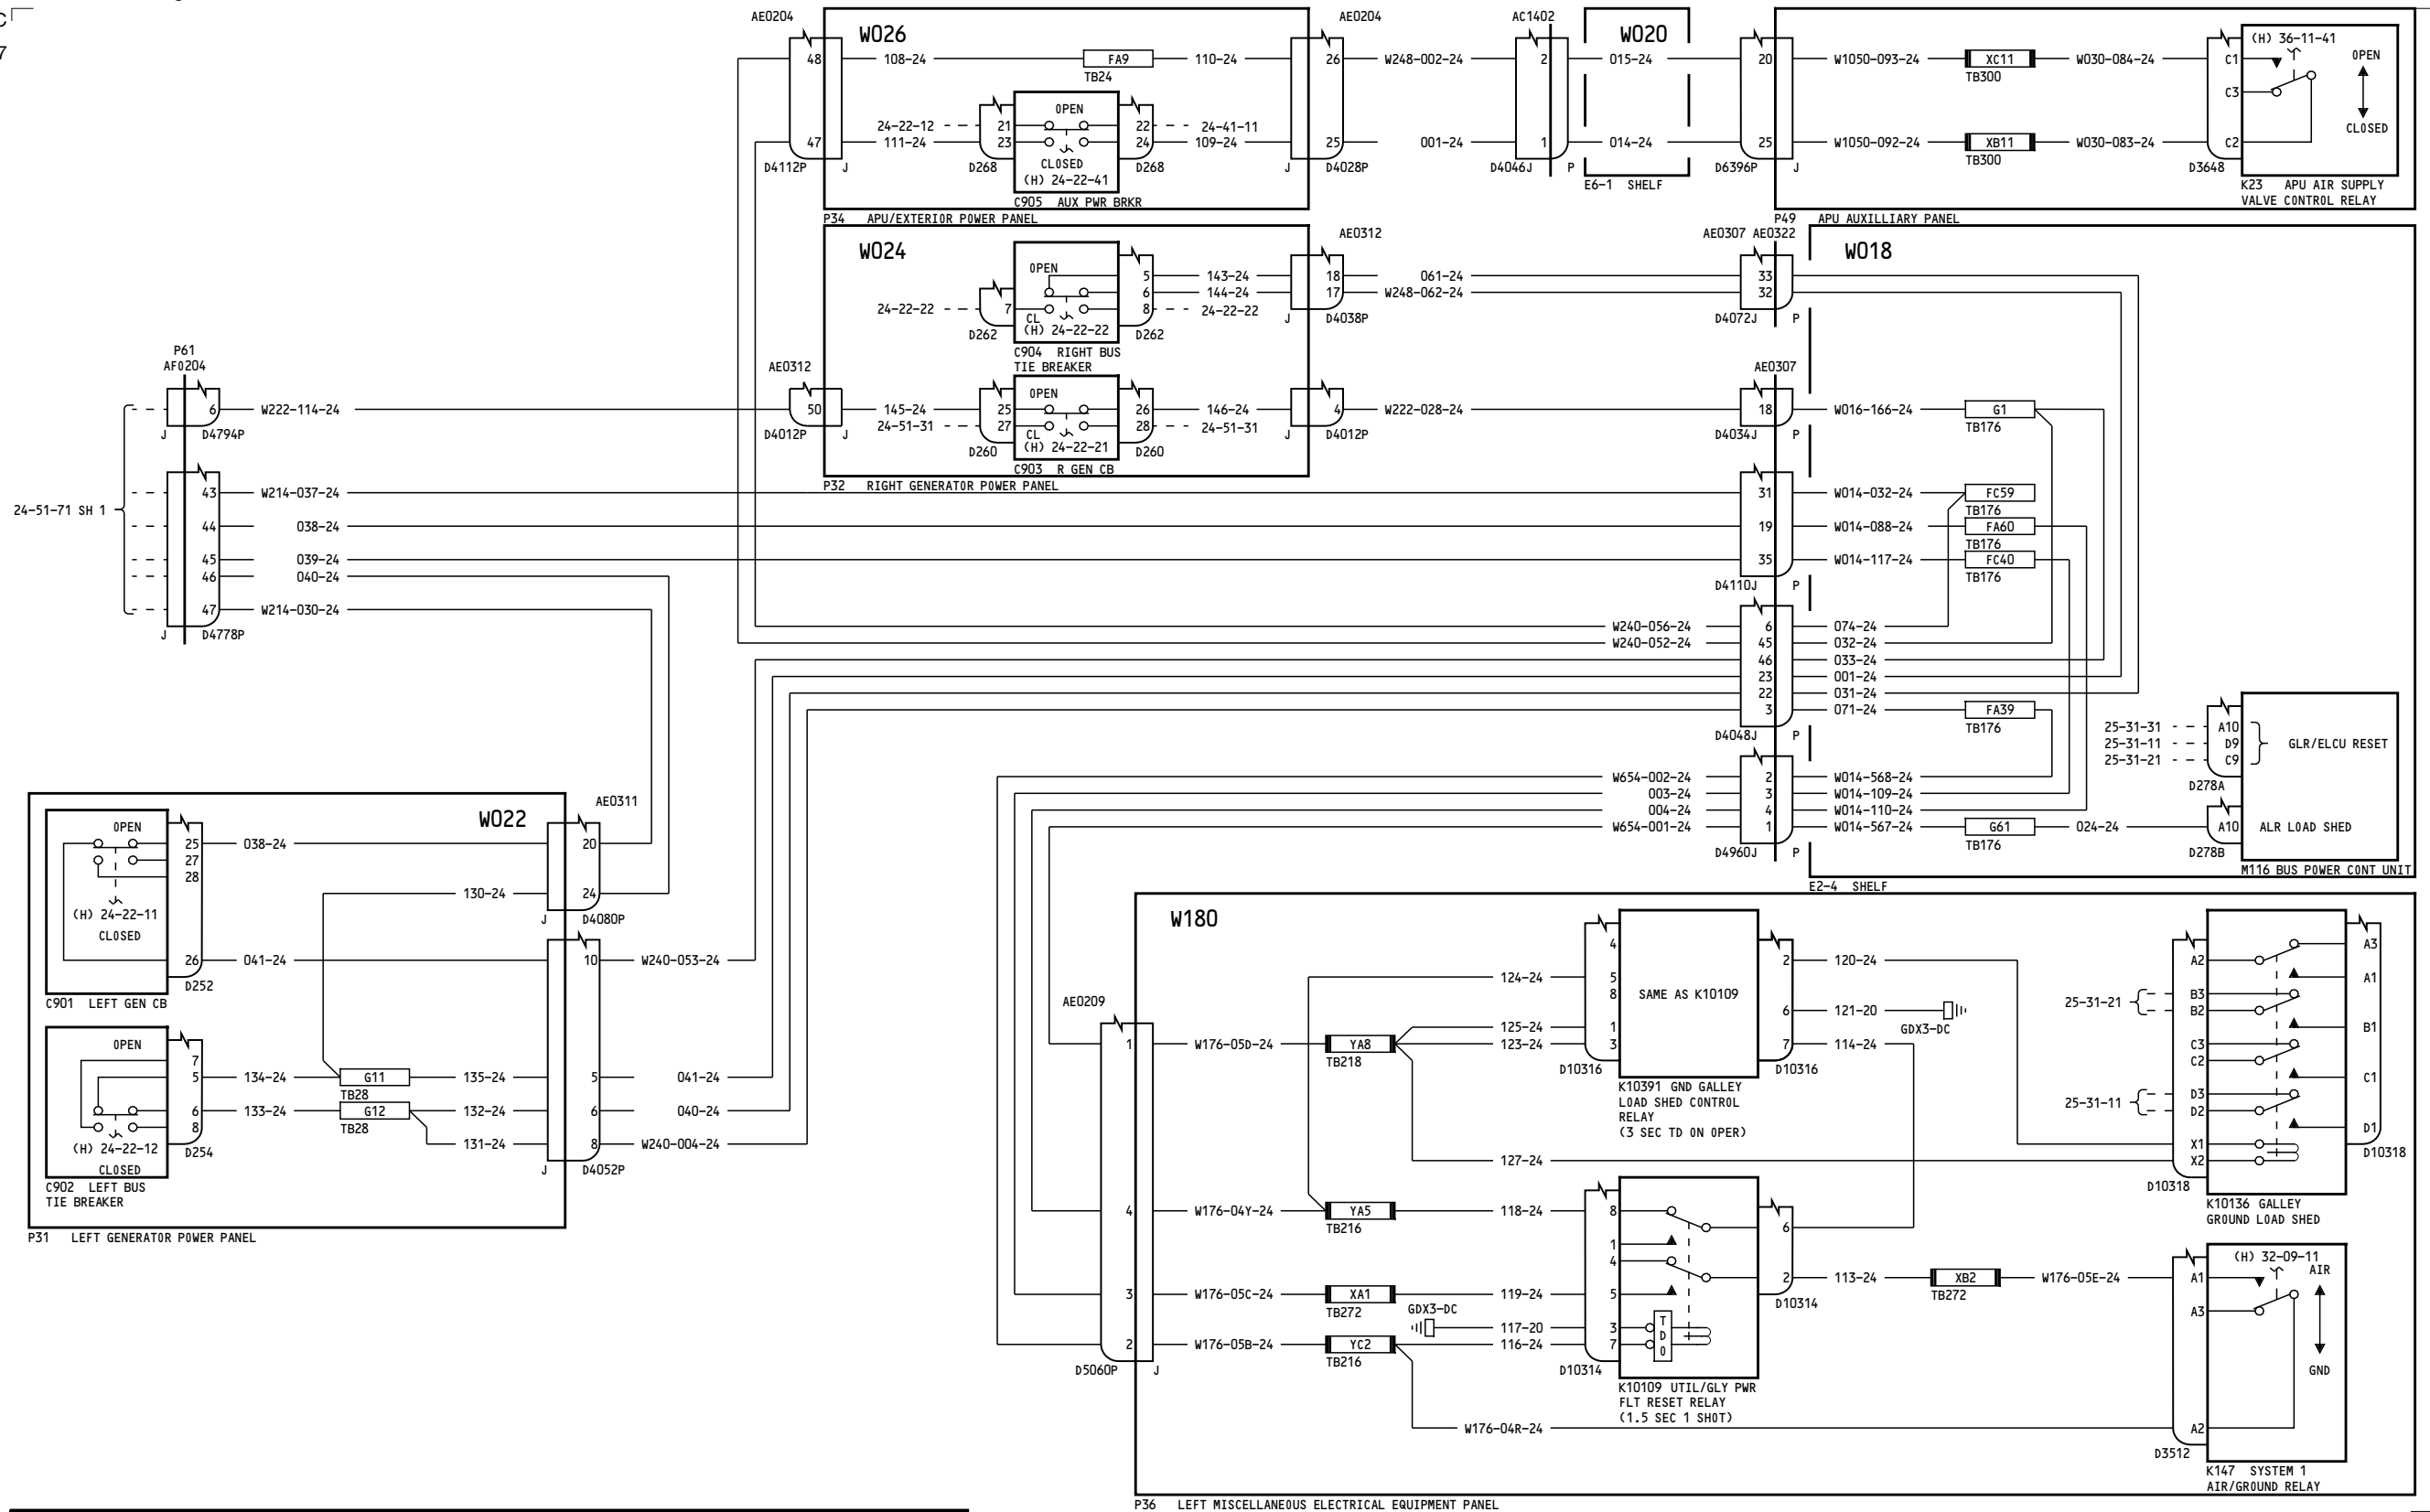 C
7
AE0204
W026
AE0204
AC1402
W020
48
108-24
FA9
TB24
110-24
26
W248-002-24
2
015-24
20
W1050-093-24
XC11
TB300
W030-084-24
C1
(H) 36-11-41
OPEN
C3
CLOSED
24-22-12
21
OPEN
22
24-41-11
47
111-24
23
24
109-24
25
001-24
1
014-24
25
W1050-092-24
XB11
TB300
W030-083-24
C2
D4112P
J
D268
CLOSED
(H) 24-22-41
D268
J
D4028P
D4046J
P
E6-1 SHELF
D6396P
J
D3648
K23 APU AIR SUPPLY
VALVE CONTROL RELAY
C905 AUX PWR BRKR
P34 APU/EXTERIOR POWER PANEL
P49 APU AUXILLIARY PANEL
W024
AE0312
AE0307 AE0322
W018
OPEN
5
143-24
18
061-24
33
6
144-24
17
W248-062-24
32
24-22-22
7
8
24-22-22
CL
(H) 24-22-22
D262
D262
J
D4038P
D4072J
P
C904 RIGHT BUS
TIE BREAKER
P61
AF0204
AE0312
AE0307
6
W222-114-24
50
145-24
25
OPEN
26
146-24
4
W222-028-24
18
W016-166-24
G1
TB176
24-51-31
27
CL
28
24-51-31
(H) 24-22-21
J
D4794P
D4012P
J
D260
D260
J
D4012P
D4034J
P
C903 R GEN CB
P32 RIGHT GENERATOR POWER PANEL
24-51-71 SH 1
43
W214-037-24
31
W014-032-24
FC59
TB176
44
038-24
19
W014-088-24
FA60
TB176
45
039-24
35
W014-117-24
FC40
TB176
46
040-24
47
W214-030-24
J
D4778P
D4110J
P
W240-056-24
6
074-24
W240-052-24
45
032-24
46
033-24
23
001-24
22
031-24
3
071-24
FA39
TB176
D4048J
P
25-31-31
A10
25-31-11
D9
GLR/ELCU RESET
25-31-21
C9
D278A
W654-002-24
2
W014-568-24
003-24
3
W014-109-24
004-24
4
W014-110-24
W654-001-24
1
W014-567-24
G61
TB176
024-24
A10
ALR LOAD SHED
D4960J
P
D278B
M116 BUS POWER CONT UNIT
E2-4 SHELF
AE0311
W022
OPEN
25
038-24
20
27
28
130-24
24
(H) 24-22-11
CLOSED
J
D4080P
26
041-24
10
W240-053-24
D252
C901 LEFT GEN CB
OPEN
7
5
134-24
G11
TB28
135-24
5
041-24
6
133-24
G12
TB28
132-24
6
040-24
8
131-24
8
W240-004-24
(H) 24-22-12
D254
J
D4052P
CLOSED
C902 LEFT BUS
TIE BREAKER
P31 LEFT GENERATOR POWER PANEL
W180
AE0209
4
124-24
5
8
SAME AS K10109
125-24
1
123-24
3
D10316
2
120-24
6
121-20
GDX3-DC
7
114-24
D10316
K10391 GND GALLEY
LOAD SHED CONTROL
RELAY
(3 SEC TD ON OPER)
1
W176-05D-24
YA8
TB218
127-24
A2
A3
A1
25-31-21
B3
B2
B1
C3
C2
C1
25-31-11
D3
D2
D1
X1
X2
D10318
D10318
K10136 GALLEY
GROUND LOAD SHED
4
W176-04Y-24
YA5
TB216
118-24
8
6
1
4
3
W176-05C-24
XA1
TB272
119-24
5
2
113-24
XB2
TB272
W176-05E-24
A1
D10314
GDX3-DC
117-20
3
T
D
O
2
W176-05B-24
YC2
TB216
116-24
7
D5060P
J
D10314
K10109 UTIL/GLY PWR
FLT RESET RELAY
(1.5 SEC 1 SHOT)
W176-04R-24
(H) 32-09-11
AIR
A3
GND
A2
D3512
K147 SYSTEM 1
AIR/GROUND RELAY
P36 LEFT MISCELLANEOUS ELECTRICAL EQUIPMENT PANEL